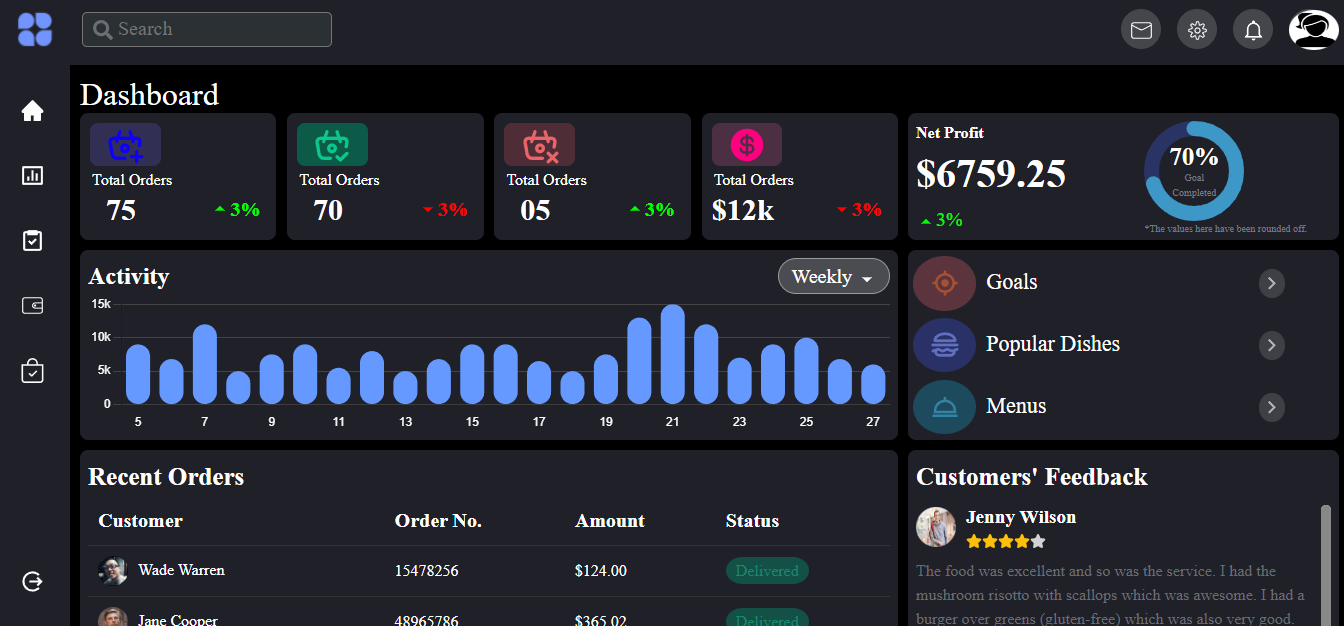 Search
Dashboard
Total Orders
75
3%
Total Orders
70
3%
Total Orders
05
3%
Total Orders
$12k
3%
Net Profit
$6759.25
3%
70%
Goal
Completed
*The values here have been rounded off.
Activity
Weekly
15k
10k
5k
0
5 7 9 11 13 15 17 19 21 23 25 27
Goals
Popular Dishes
Menus
Recent Orders
Customer Order No. Amount Status
Wade Warren 15478256 $124.00 Delivered
Jane Cooper 48965786 $365.02 Delivered
Customers' Feedback
Jenny Wilson
The food was excellent and so was the service. I had the
mushroom risotto with scallops which was awesome. I had a
burger over greens (gluten-free) which was also very good.